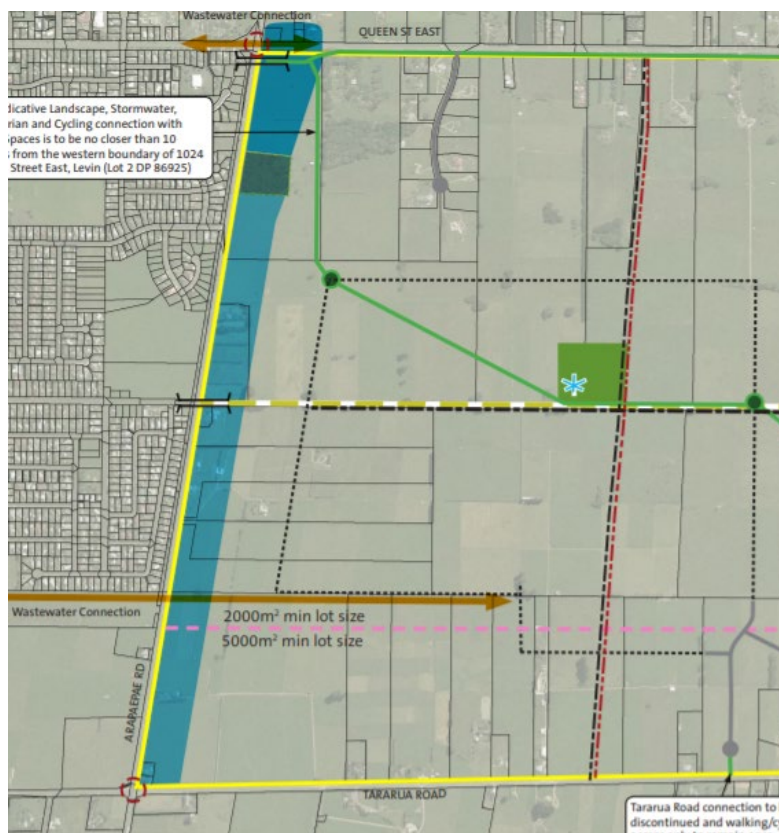 Wastewater Connection
QUEEN ST EAST
dicative Landscape, Stormwater,
rian and Cycling connection with
paces is to be no closer than 10
s from the western boundary of 1024
Street East, Levin (Lot 2 DP 86925)
Wastewater Connection
2000m² min lot size
5000m² min lot size
ARAPAEPAE RD
TARARUA ROAD
Tararua Road connection to
discontinued and walking/c